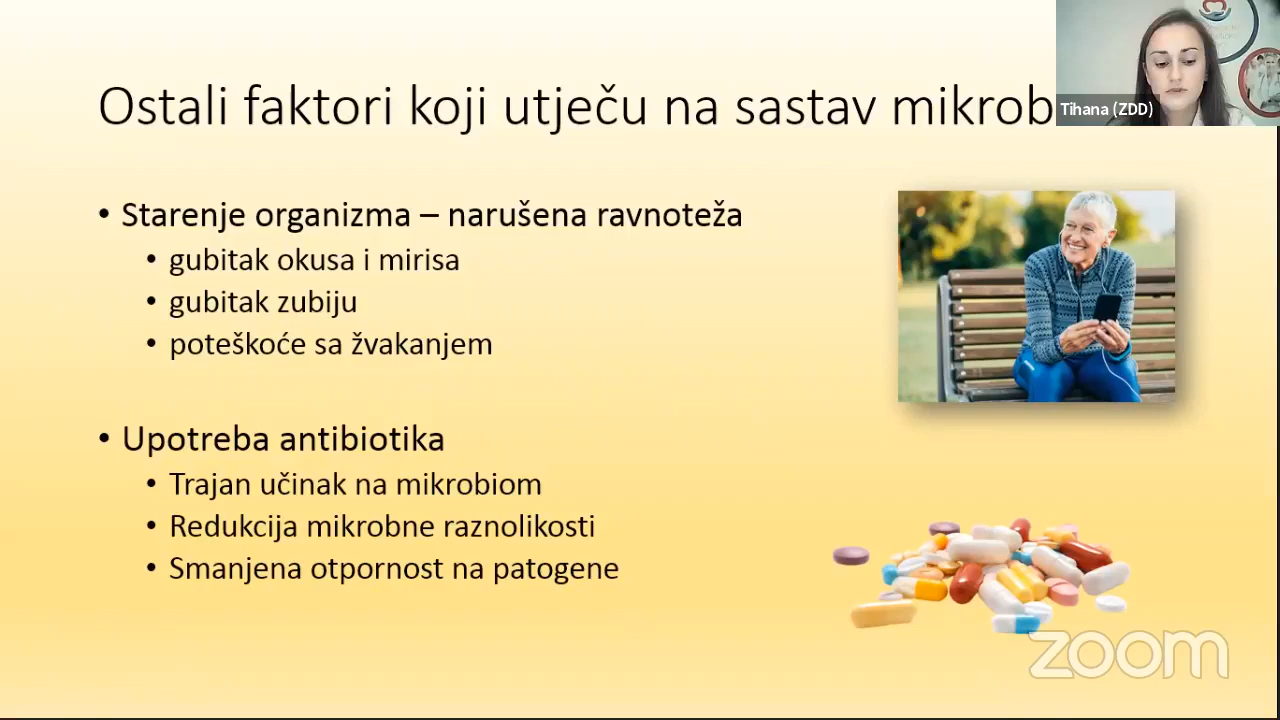 Ostali faktori koji utječu na sastav mikrob
Tihana (ZDD)
• Starenje organizma – narušena ravnoteža
• gubitak okusa i mirisa
• gubitak zubiju
• poteškoće sa žvakanjem
• Upotreba antibiotika
• Trajan učinak na mikrobiom
• Redukcija mikrobne raznolikosti
• Smanjena otpornost na patogene
zoom